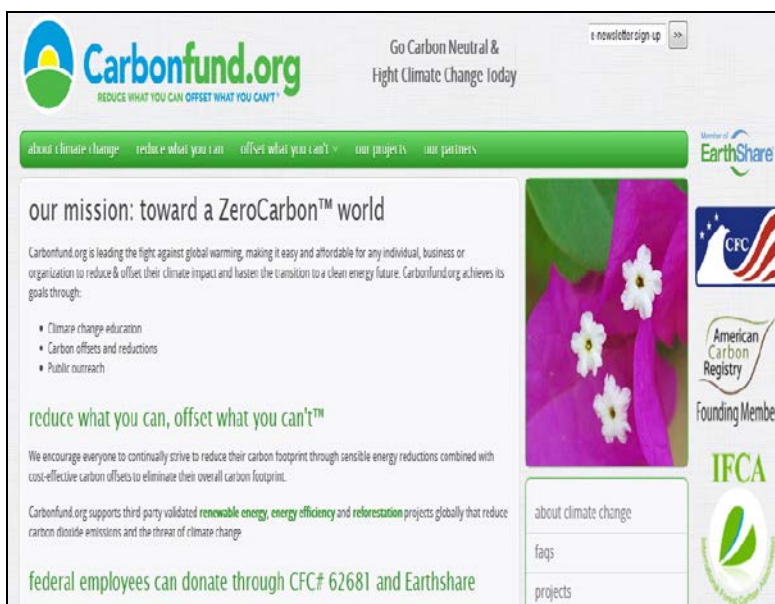 Carbonfund.org
REDUCE WHAT YOU CAN OFFSET WHAT YOU CAN'T®
Go Carbon Neutral &
Fight Climate Change Today
e-newsletter sign-up >>
about climate change reduce what you can offset what you can't our projects our partners
Member of
EarthShare
our mission: toward a ZeroCarbon™ world
Carbonfund.org is leading the fight against global warming, making it easy and affordable for any individual, business or
organization to reduce & offset their climate impact and hasten the transition to a clean energy future. Carbonfund.org achieves its
goals through:
• Climate change education
• Carbon offsets and reductions
• Public outreach
reduce what you can, offset what you can't™
We encourage everyone to continually strive to reduce their carbon footprint through sensible energy reductions combined with
cost-effective carbon offsets to eliminate their overall carbon footprint.
Carbonfund.org supports third party validated renewable energy, energy efficiency and reforestation projects globally that reduce
carbon dioxide emissions and the threat of climate change
federal employees can donate through CFC# 62681 and Earthshare
about climate change
faqs
projects
CFC
American
Carbon
Registry
Founding Membe
IFCA